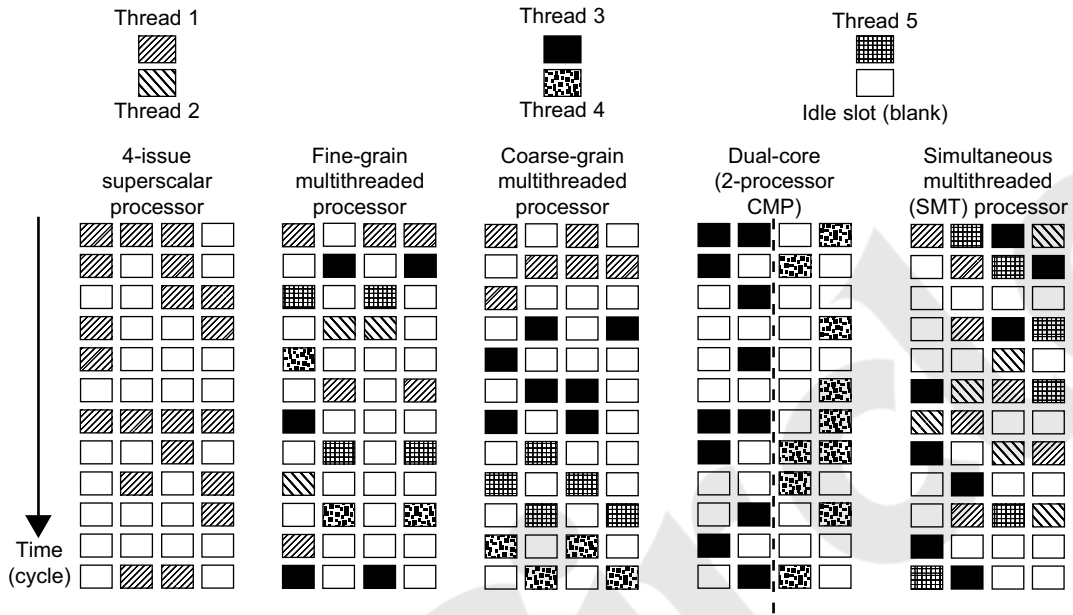 Thread 1
Thread 2
Thread 3
Thread 4
Thread 5
Idle slot (blank)
4-issue
superscalar
processor
Fine-grain
multithreaded
processor
Coarse-grain
multithreaded
processor
Dual-core
(2-processor
CMP)
Simultaneous
multithreaded
(SMT) processor
Time
(cycle)